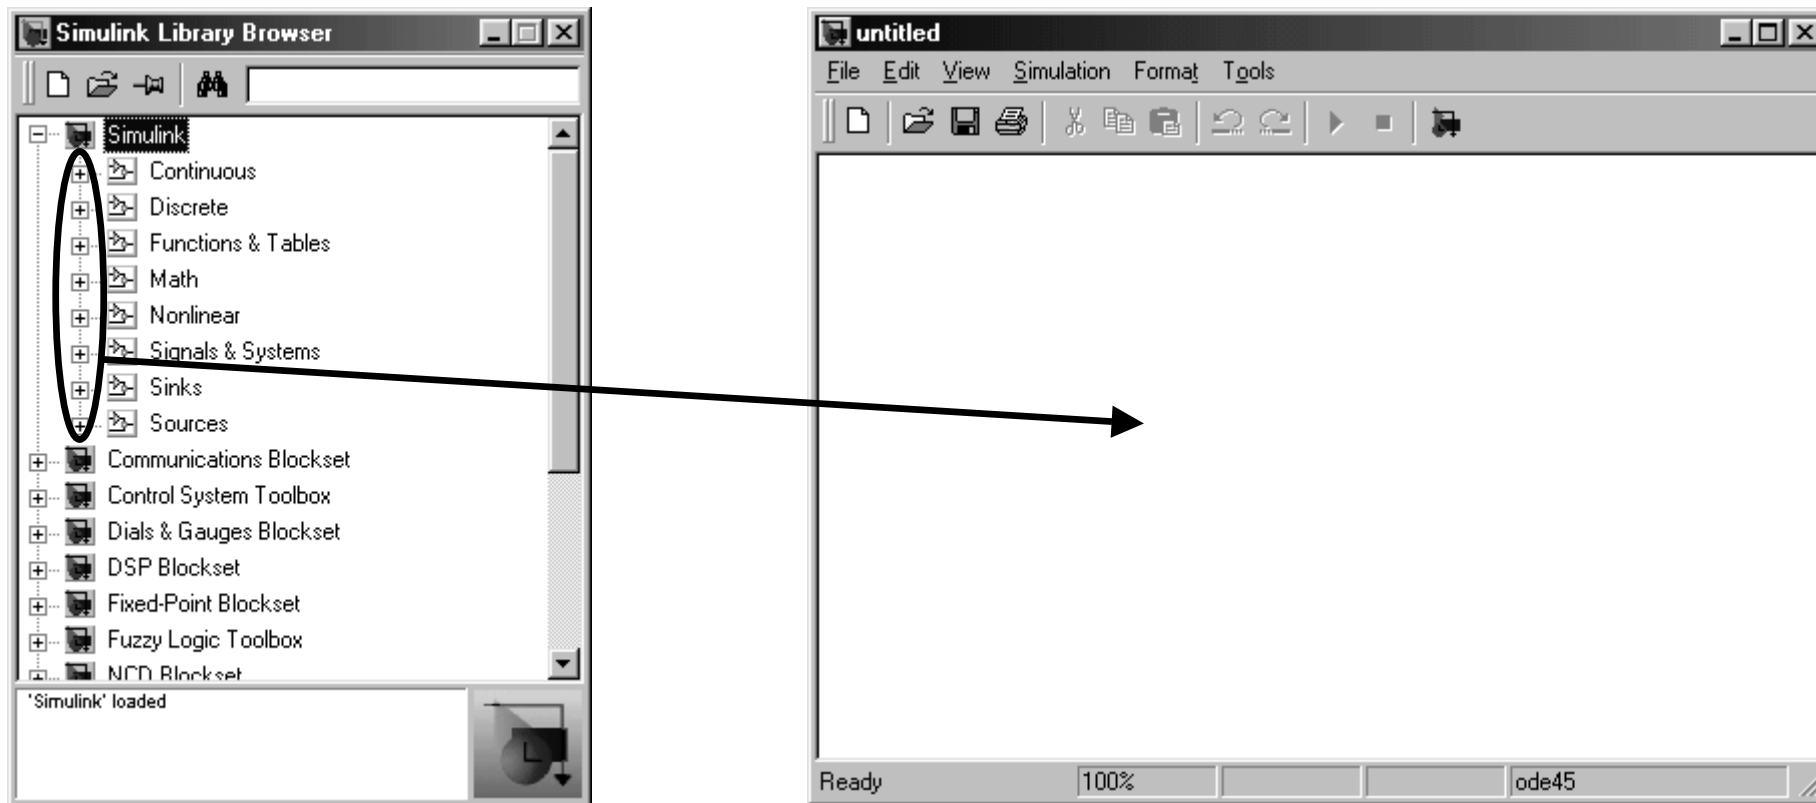 Simulink Library Browser
Simulink
Continuous
Discrete
Functions & Tables
Math
Nonlinear
Signals & Systems
Sinks
Sources
Communications Blockset
Control System Toolbox
Dials & Gauges Blockset
DSP Blockset
Fixed-Point Blockset
Fuzzy Logic Toolbox
NCD Blockset
'Simulink' loaded
untitled
File Edit View Simulation Format Tools
Ready 100% ode45